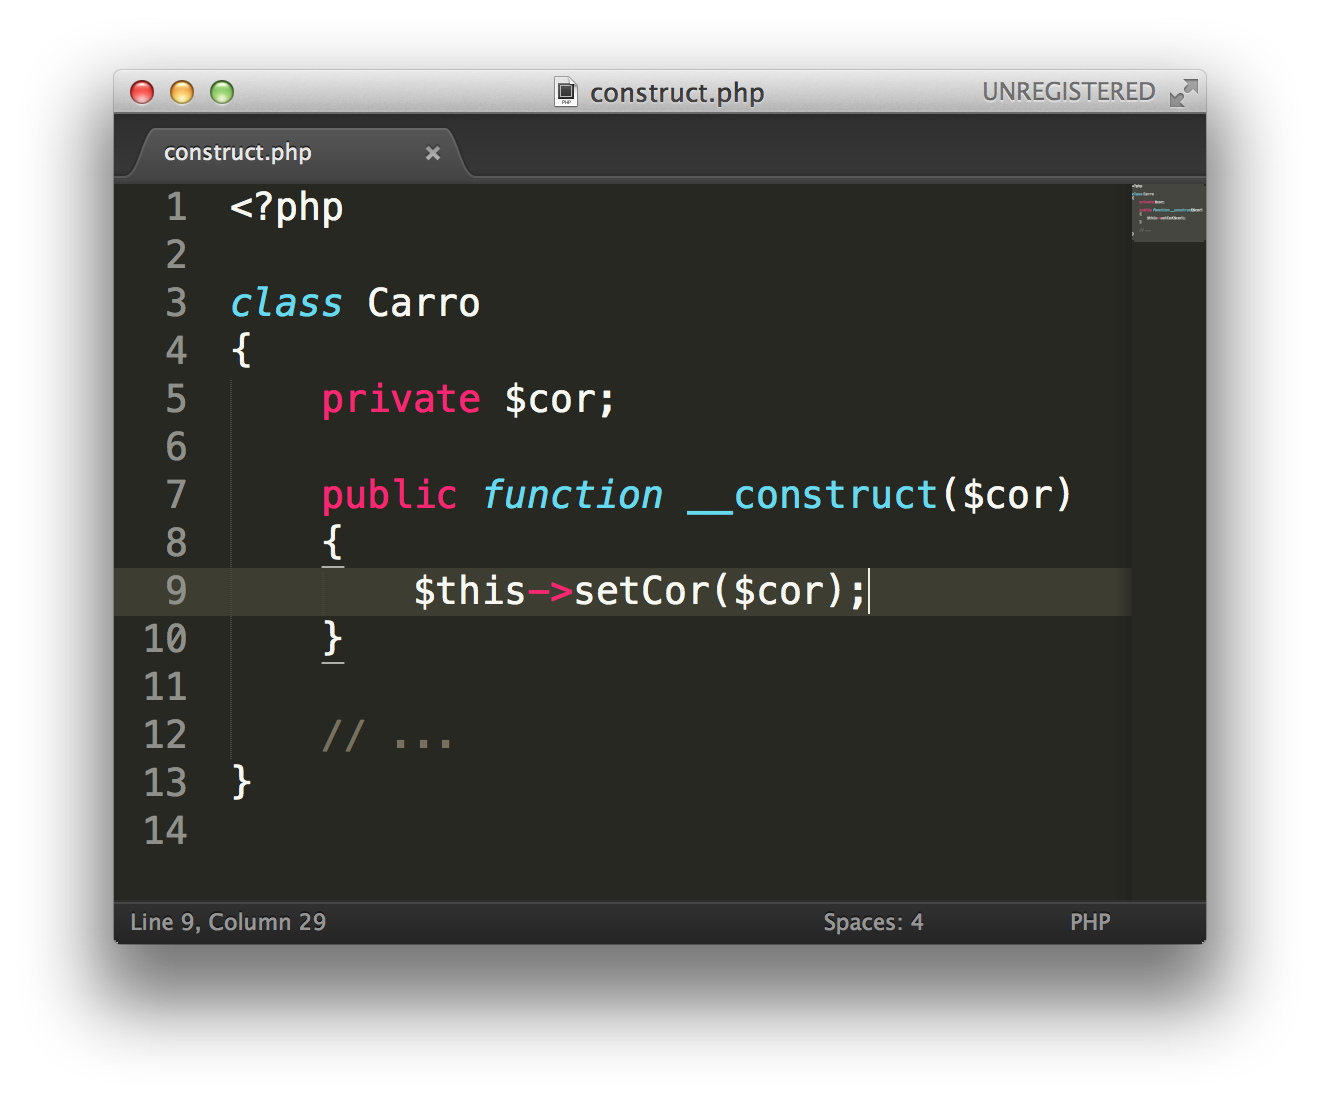 construct.php
UNREGISTERED
construct.php ×
1 <?php
2
3 class Carro
4 {
5     private $cor;
6
7     public function __construct($cor)
8     {
9         $this->setCor($cor);
10     }
11
12     // ...
13 }
14
Line 9, Column 29
Spaces: 4
PHP